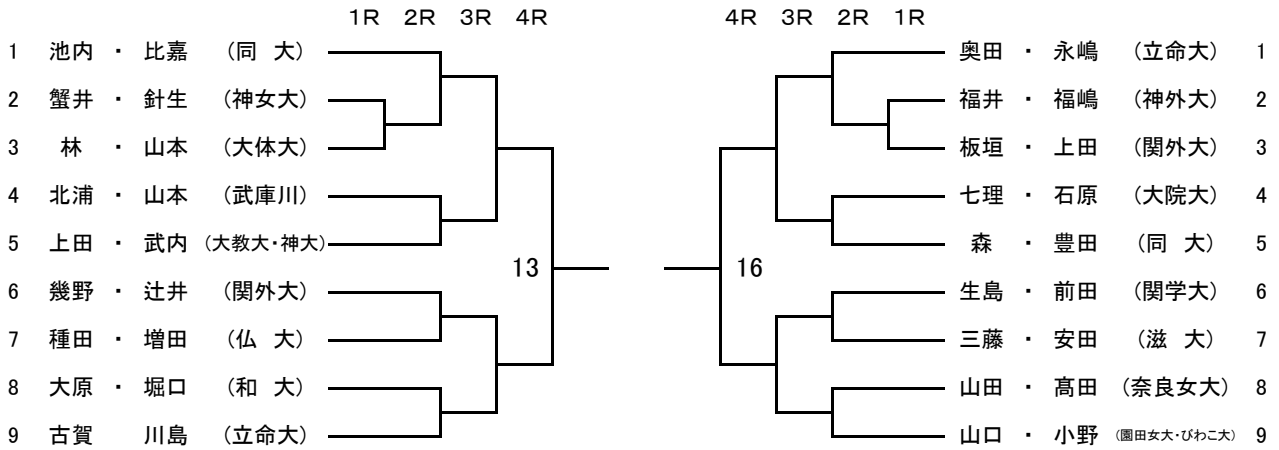 1R 2R 3R 4R 4R 3R 2R 1R
1 池内 ・ 比嘉 (同 大) 奥田 ・ 永嶋 (立命大) 1
2 蟹井 ・ 針生 (神女大) 福井 ・ 福嶋 (神外大) 2
3 林 ・ 山本 (大体大) 板垣 ・ 上田 (関外大) 3
4 北浦 ・ 山本 (武庫川) 七理 ・ 石原 (大院大) 4
5 上田 ・ 武内 (大教大・神大) 森 ・ 豊田 (同 大) 5
13 16
6 幾野 ・ 辻井 (関外大) 生島 ・ 前田 (関学大) 6
7 種田 ・ 増田 (仏 大) 三藤 ・ 安田 (滋 大) 7
8 大原 ・ 堀口 (和 大) 山田 ・ 髙田 (奈良女大) 8
9 古賀 川島 (立命大) 山口 ・ 小野 (園田女大・びわこ大) 9